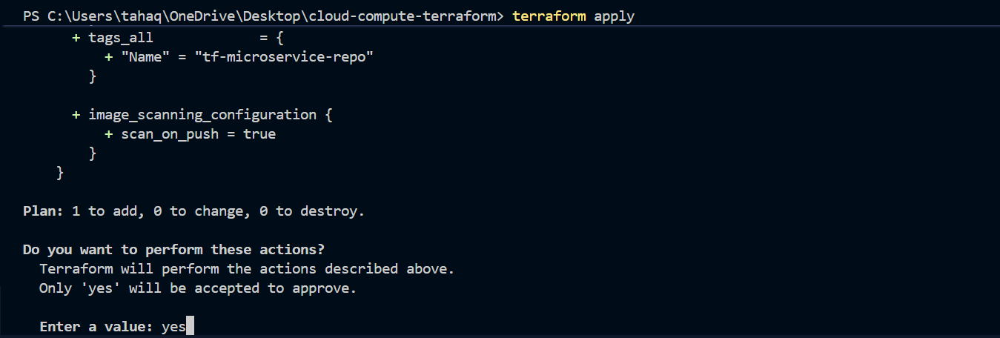 PS C:\Users\tahaq\OneDrive\Desktop\cloud-compute-terraform> terraform apply
+ tags_all = {
+ "Name" = "tf-microservice-repo"
}
+ image_scanning_configuration {
+ scan_on_push = true
}
}
Plan: 1 to add, 0 to change, 0 to destroy.
Do you want to perform these actions?
Terraform will perform the actions described above.
Only 'yes' will be accepted to approve.
Enter a value: yes